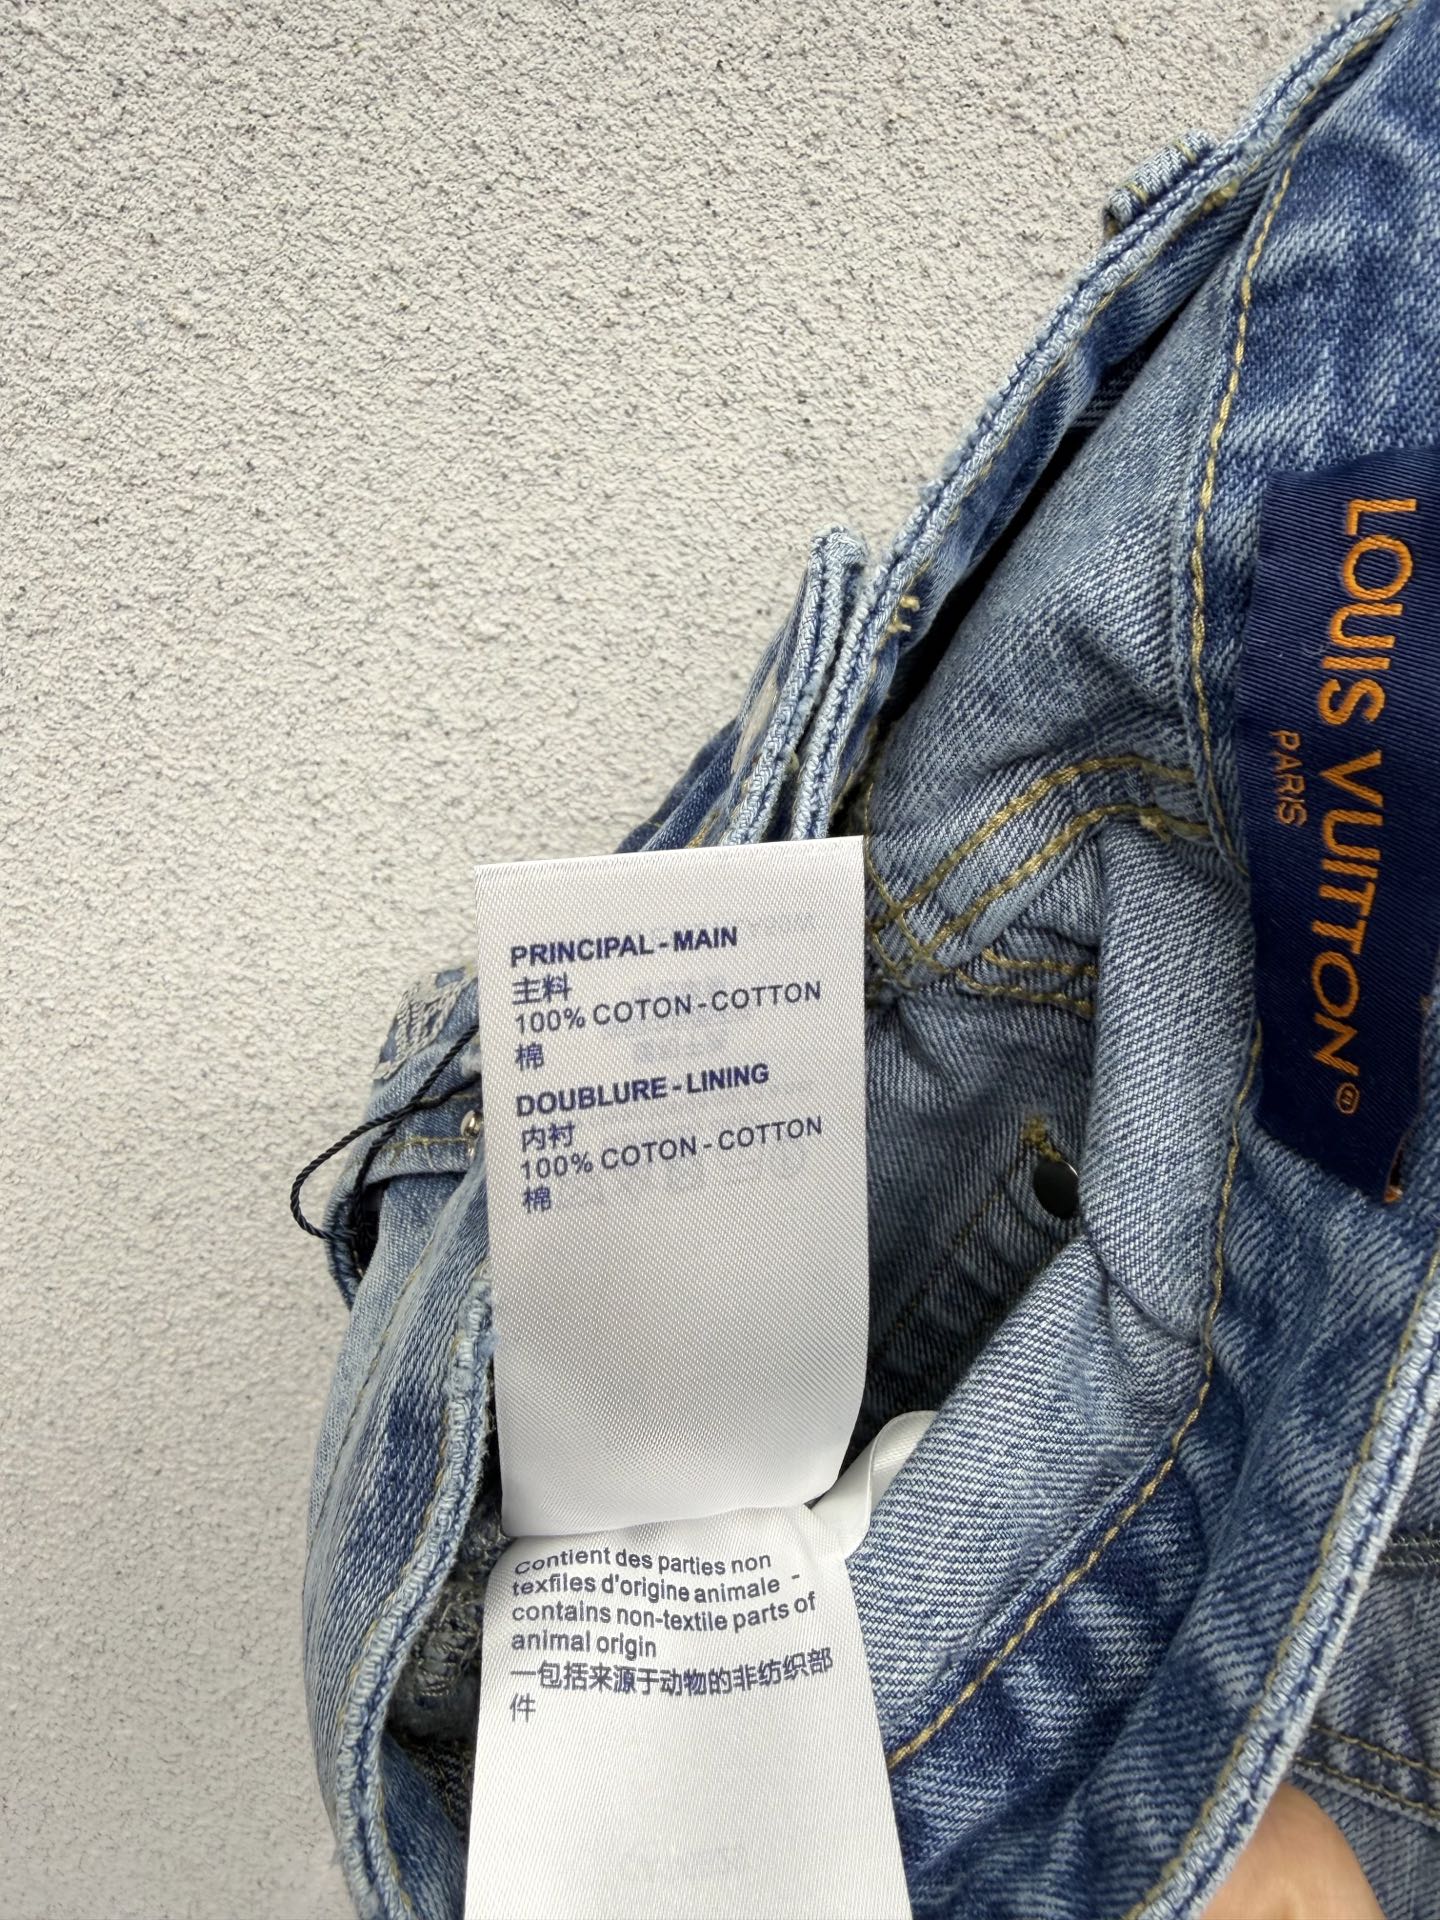 LOUIS VUITTON®
PARIS
PRINCIPAL - MAIN
主料
100% COTON - COTTON
棉
DOUBLURE - LINING
内衬
100% COTON - COTTON
棉
Contient des parties non
texfiles d'origine animale -
contains non-textile parts of
animal origin
一包括来源于动物的非纺织部
件